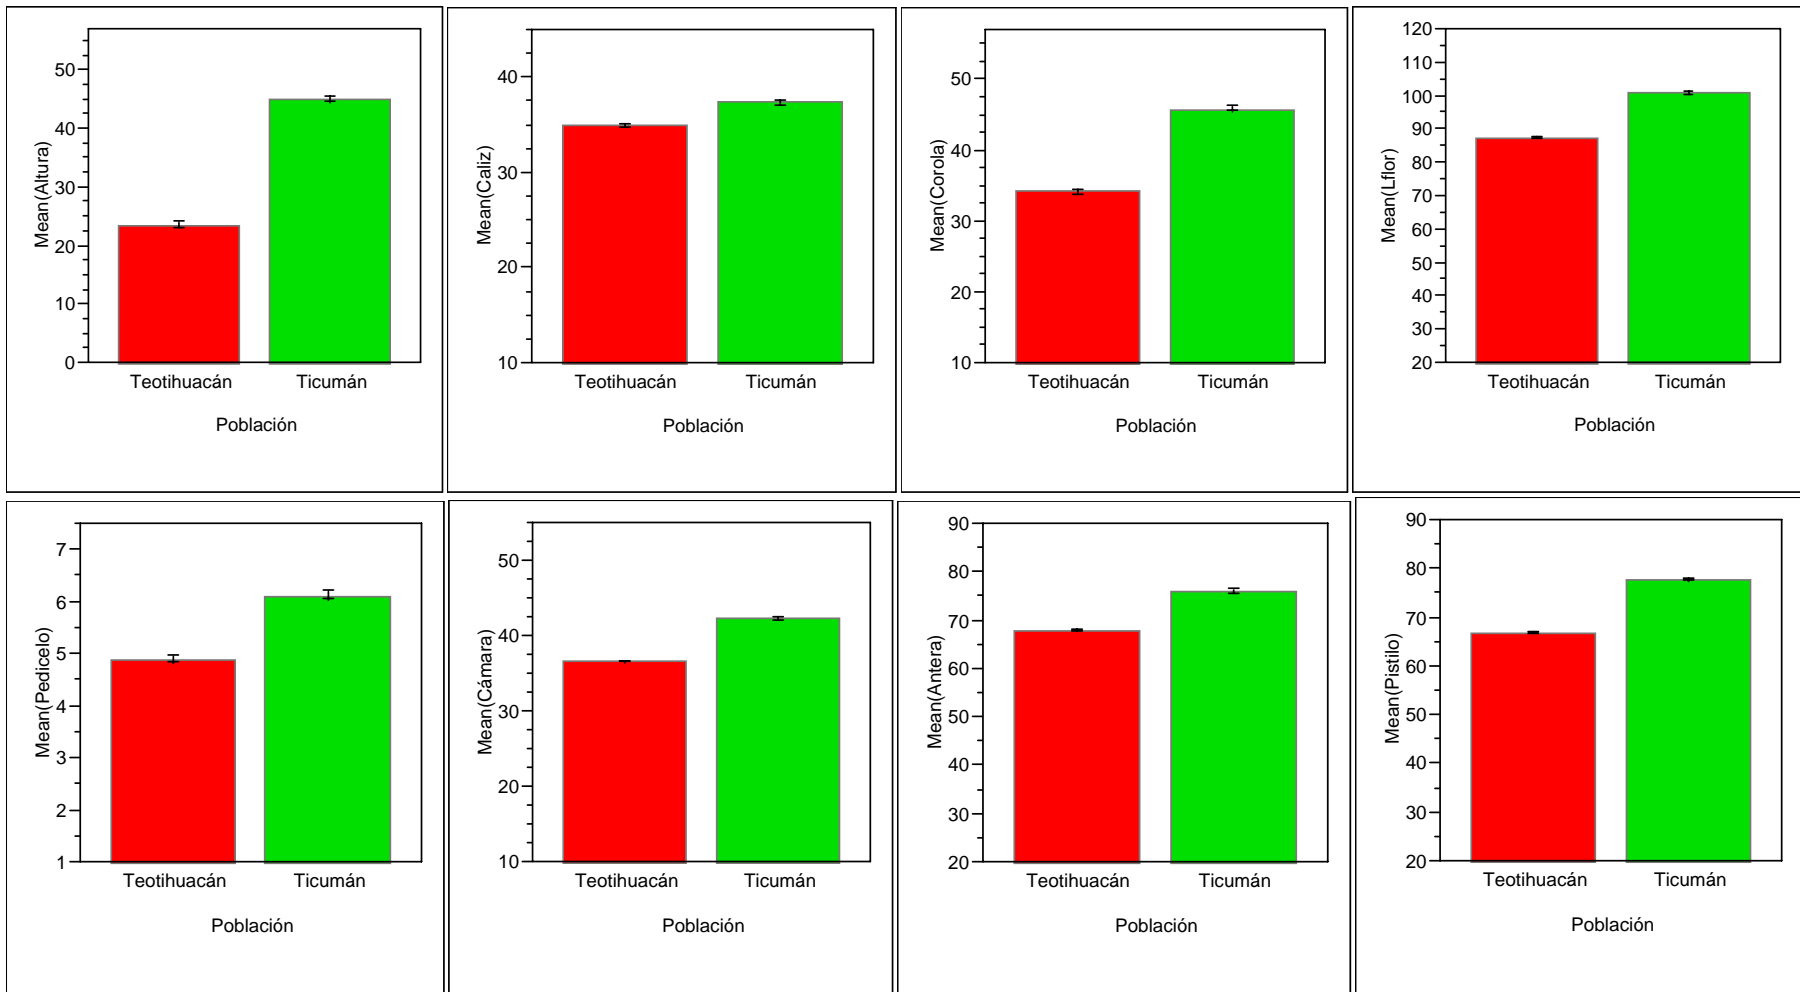 Mean(Altura)
50
40
30
20
10
0
Teotihuacán Ticumán
Población
Mean(Caliz)
40
30
20
10
Teotihuacán Ticumán
Población
Mean(Corola)
50
40
30
20
10
Teotihuacán Ticumán
Población
Mean(Lflor)
120
110
100
90
80
70
60
50
40
30
20
Teotihuacán Ticumán
Población
Mean(Pedicelo)
7
6
5
4
3
2
1
Teotihuacán Ticumán
Población
Mean(Cámara)
50
40
30
20
10
Teotihuacán Ticumán
Población
Mean(Antera)
90
80
70
60
50
40
30
20
Teotihuacán Ticumán
Población
Mean(Pistilo)
90
80
70
60
50
40
30
20
Teotihuacán Ticumán
Población